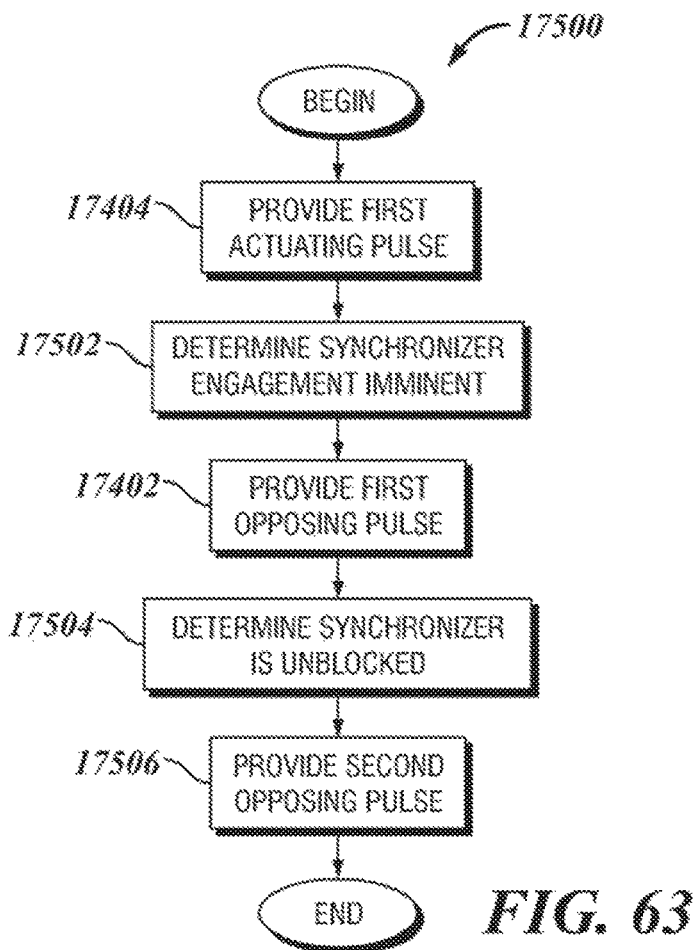 17500
BEGIN
17404
PROVIDE FIRST
ACTUATING PULSE
17502
DETERMINE SYNCHRONIZER
ENGAGEMENT IMMINENT
17402
PROVIDE FIRST
OPPOSING PULSE
17504
DETERMINE SYNCHRONIZER
IS UNBLOCKED
17506
PROVIDE SECOND
OPPOSING PULSE
END
FIG. 63